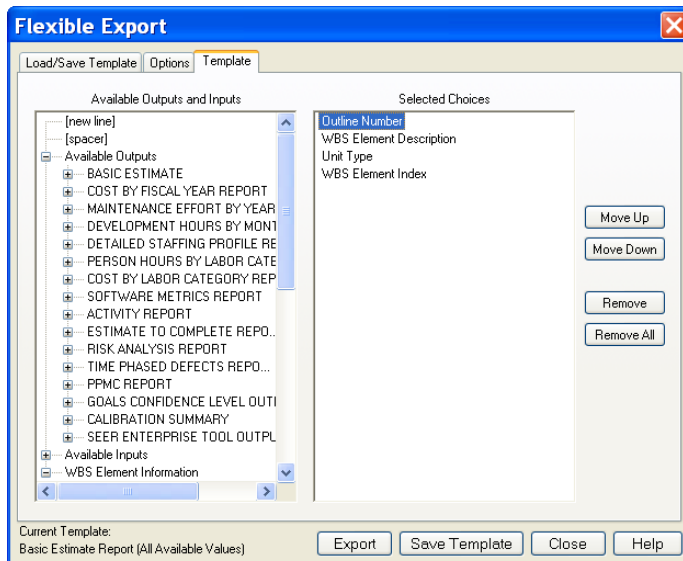 Flexible Export
Load/Save Template
Options
Template
Available Outputs and Inputs
[new line]
[spacer]
Available Outputs
BASIC ESTIMATE
COST BY FISCAL YEAR REPORT
MAINTENANCE EFFORT BY YEAR
DEVELOPMENT HOURS BY MONT
DETAILED STAFFING PROFILE RE
PERSON HOURS BY LABOR CATE
COST BY LABOR CATEGORY REP
SOFTWARE METRICS REPORT
ACTIVITY REPORT
ESTIMATE TO COMPLETE REPO...
RISK ANALYSIS REPORT
TIME PHASED DEFECTS REPO...
PPMC REPORT
GOALS CONFIDENCE LEVEL OUTI
CALIBRATION SUMMARY
SEER ENTERPRISE TOOL OUTPL
Available Inputs
WBS Element Information
Selected Choices
Outline Number
WBS Element Description
Unit Type
WBS Element Index
Move Up
Move Down
Remove
Remove All
Current Template:
Basic Estimate Report (All Available Values)
Export
Save Template
Close
Help